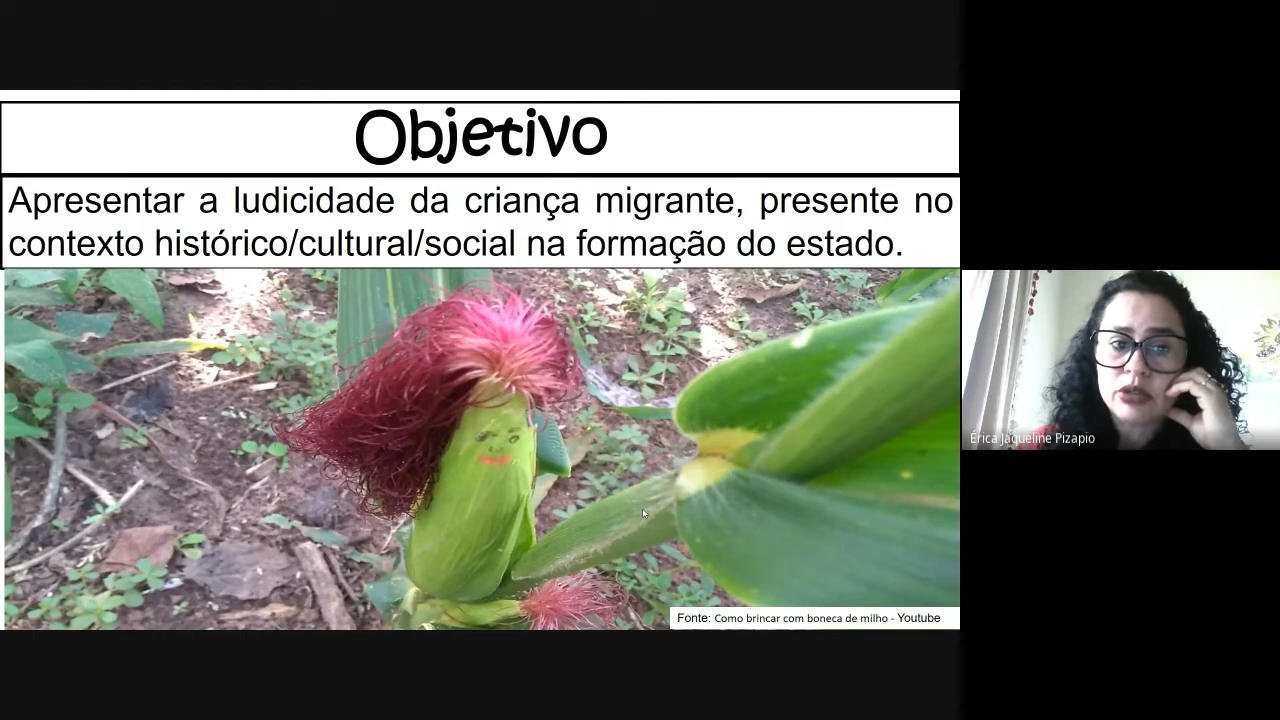 Objetivo
Apresentar a ludicidade da criança migrante, presente no
contexto histórico/cultural/social na formação do estado.
Érica Jaqueline Pizapio
Fonte: Como brincar com boneca de milho - Youtube